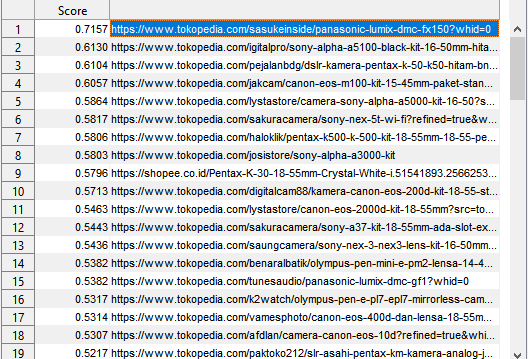 Score
1 0.7157 https://www.tokopedia.com/sasukeinside/panasonic-lumix-dmc-fx150?whid=0
2 0.6130 https://www.tokopedia.com/igitalpro/sony-alpha-a5100-black-kit-16-50mm-hita...
3 0.6104 https://www.tokopedia.com/pejalanbdg/dslr-kamera-pentax-k-50-k50-hitam-bn...
4 0.6057 https://www.tokopedia.com/jakcam/canon-eos-m100-kit-15-45mm-paket-stan...
5 0.5864 https://www.tokopedia.com/lystastore/camera-sony-alpha-a5000-kit-16-50?s...
6 0.5817 https://www.tokopedia.com/sakuracamera/sony-nex-5t-wi-fi?refined=true&w...
7 0.5806 https://www.tokopedia.com/haloklik/pentax-k500-k-500-kit-18-55mm-18-55-pe...
8 0.5803 https://www.tokopedia.com/josistore/sony-alpha-a3000-kit
9 0.5796 https://shopee.co.id/Pentax-K-30-18-55mm-Crystal-White-i.51541893.2566253...
10 0.5713 https://www.tokopedia.com/digitalcam88/kamera-canon-eos-200d-kit-18-55-st...
11 0.5463 https://www.tokopedia.com/lystastore/canon-eos-2000d-kit-18-55mm?src=to...
12 0.5443 https://www.tokopedia.com/sakuracamera/sony-a37-kit-18-55mm-ada-slot-ex...
13 0.5436 https://www.tokopedia.com/saungcamera/sony-nex-3-nex3-lens-kit-16-50mm...
14 0.5382 https://www.tokopedia.com/benaralbatik/olympus-pen-mini-e-pm2-lensa-14-4...
15 0.5382 https://www.tokopedia.com/tunesaudio/panasonic-lumix-dmc-gf1?whid=0
16 0.5317 https://www.tokopedia.com/k2watch/olympus-pen-e-pl7-epl7-mirrorless-cam...
17 0.5314 https://www.tokopedia.com/vamesphoto/canon-eos-400d-dan-lensa-18-55m...
18 0.5307 https://www.tokopedia.com/afdlan/camera-canon-eos-10d?refined=true&whi...
19 0.5217 https://www.tokopedia.com/paktoko212/slr-asahi-pentax-km-kamera-analog-j...